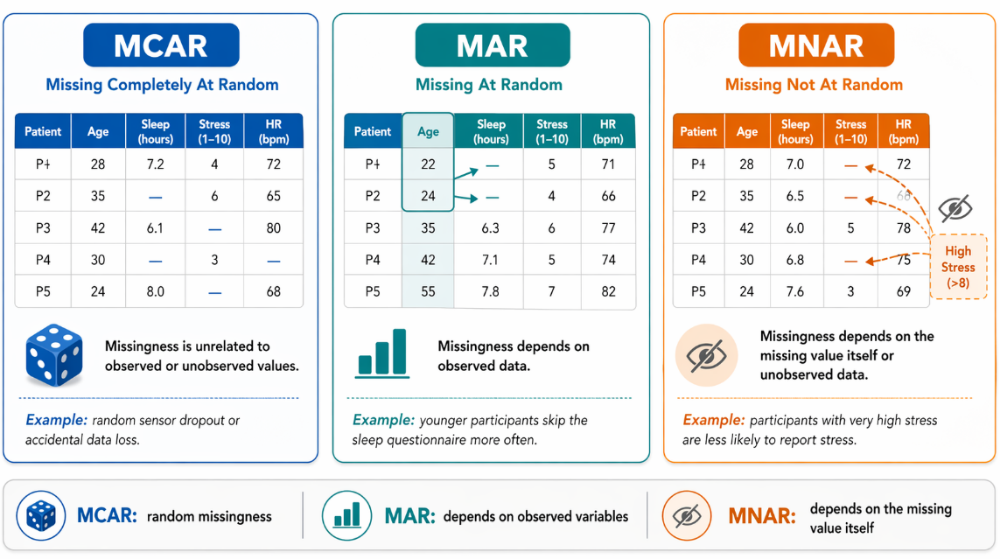 MCAR
Missing Completely At Random
Patient Age Sleep (hours) Stress (1–10) HR (bpm)
28 7.2 4 72
P2 35 — 6 65
P3 42 6.1 — 80
P4 30 — 3 —
P5 24 8.0 — 68
Missingness is unrelated to
observed or unobserved values.
Example: random sensor dropout or
accidental data loss.
MAR
Missing At Random
Patient Age Sleep (hours) Stress (1–10) HR (bpm)
22 — 5 71
P2 24 — 4 66
P3 35 6.3 6 77
P4 42 7.1 5 74
P5 55 7.8 7 82
Missingness depends on
observed data.
Example: younger participants skip the
sleep questionnaire more often.
MNAR
Missing Not At Random
Patient Age Sleep (hours) Stress (1–10) HR (bpm)
28 7.0 — 72
P2 35 6.5 —
P3 42 6.0 5 78
P4 30 6.8 — 75
P5 24 7.6 3 69
High
Stress
(>8)
Missingness depends on the
missing value itself or
unobserved data.
Example: participants with very high stress
are less likely to report stress.
MCAR: random missingness
MAR: depends on observed variables
MNAR: depends on the missing
value itself